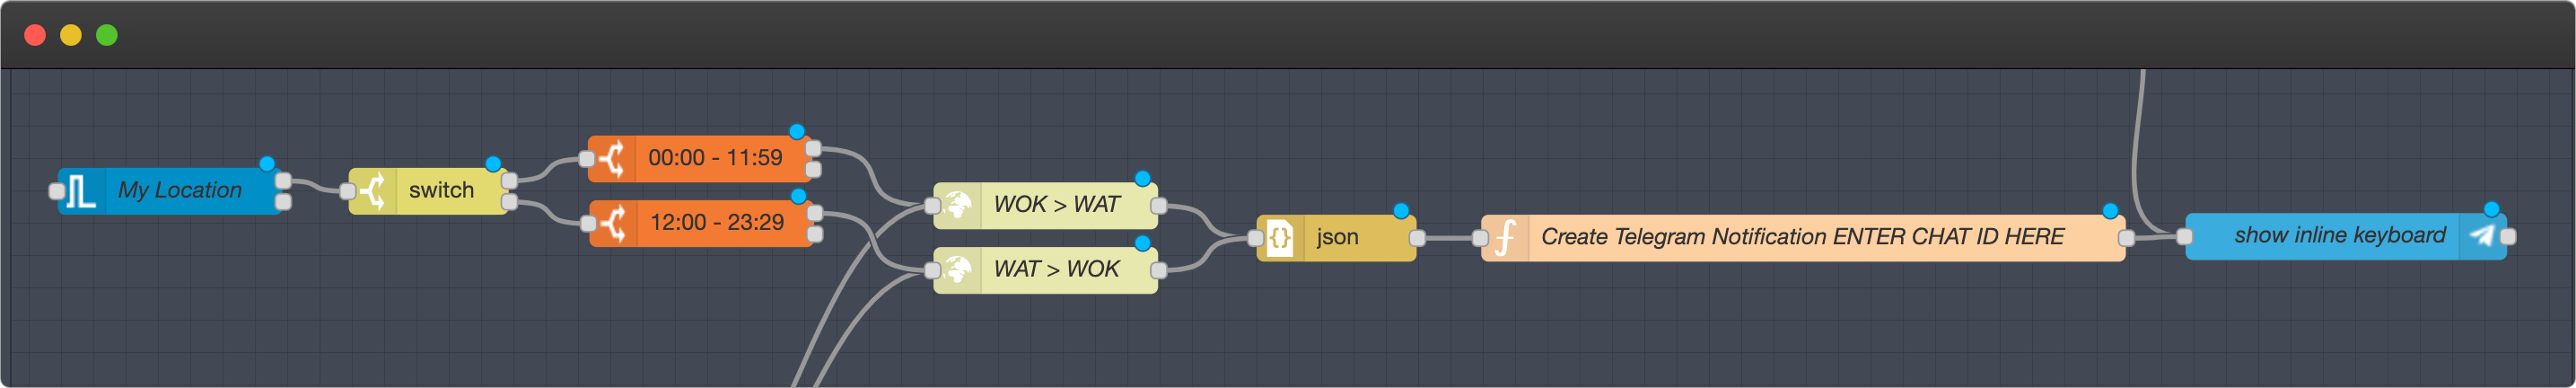 My Location
switch
00:00 - 11:59
12:00 - 23:29
WOK > WAT
WAT > WOK
json
Create Telegram Notification ENTER CHAT ID HERE
show inline keyboard